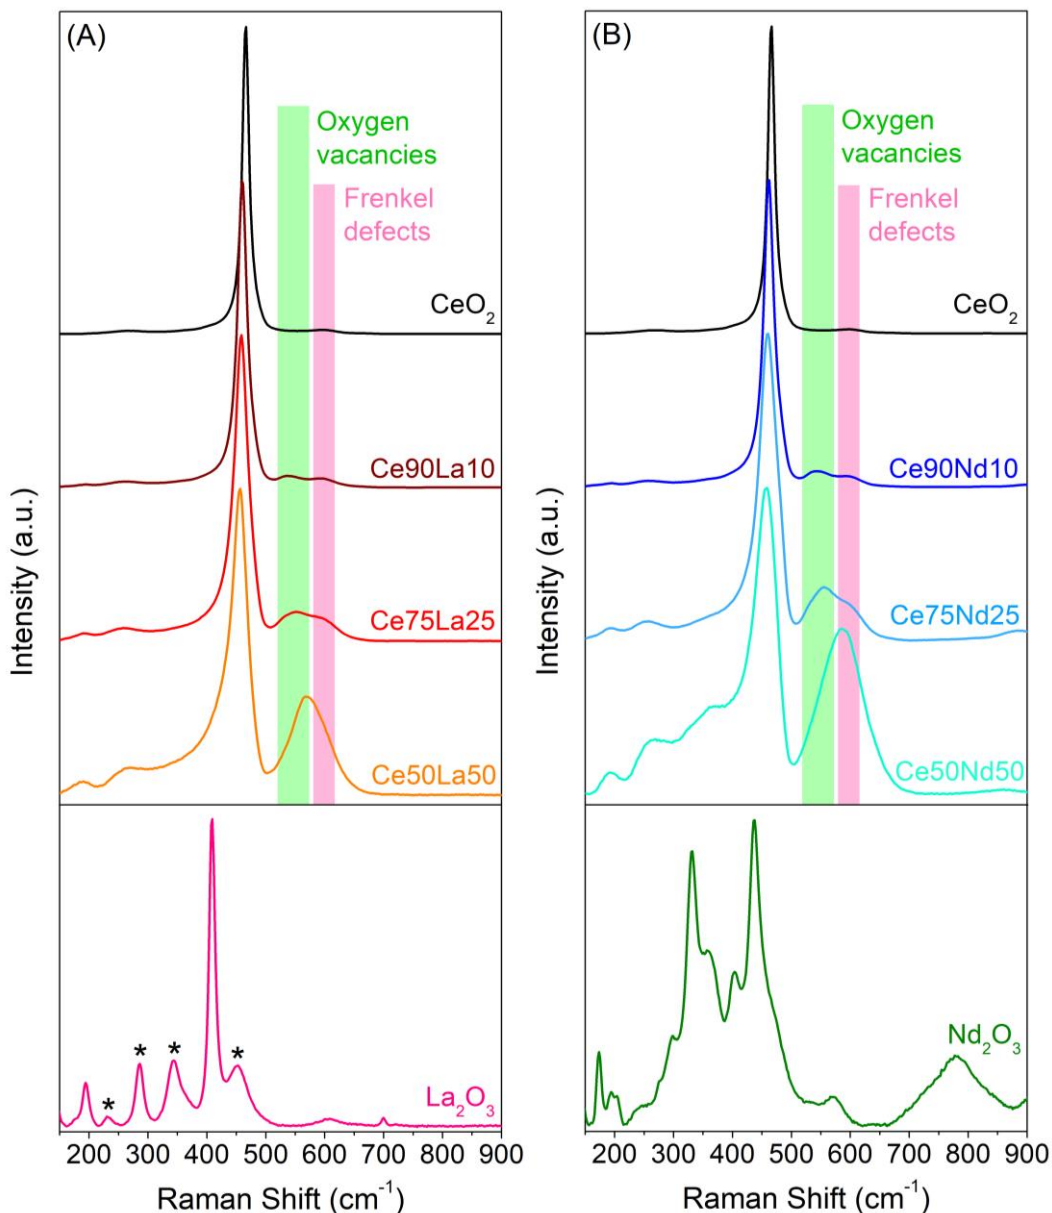 (A)
Oxygen
vacancies
Frenkel
defects
CeO₂
Ce90La10
Ce75La25
Ce50La50
* * * *
La₂O₃
200 300 400 500 600 700 800 900
Raman Shift (cm⁻¹)
Intensity (a.u.)
(B)
Oxygen
vacancies
Frenkel
defects
CeO₂
Ce90Nd10
Ce75Nd25
Ce50Nd50
Nd₂O₃
200 300 400 500 600 700 800 900
Raman Shift (cm⁻¹)
Intensity (a.u.)